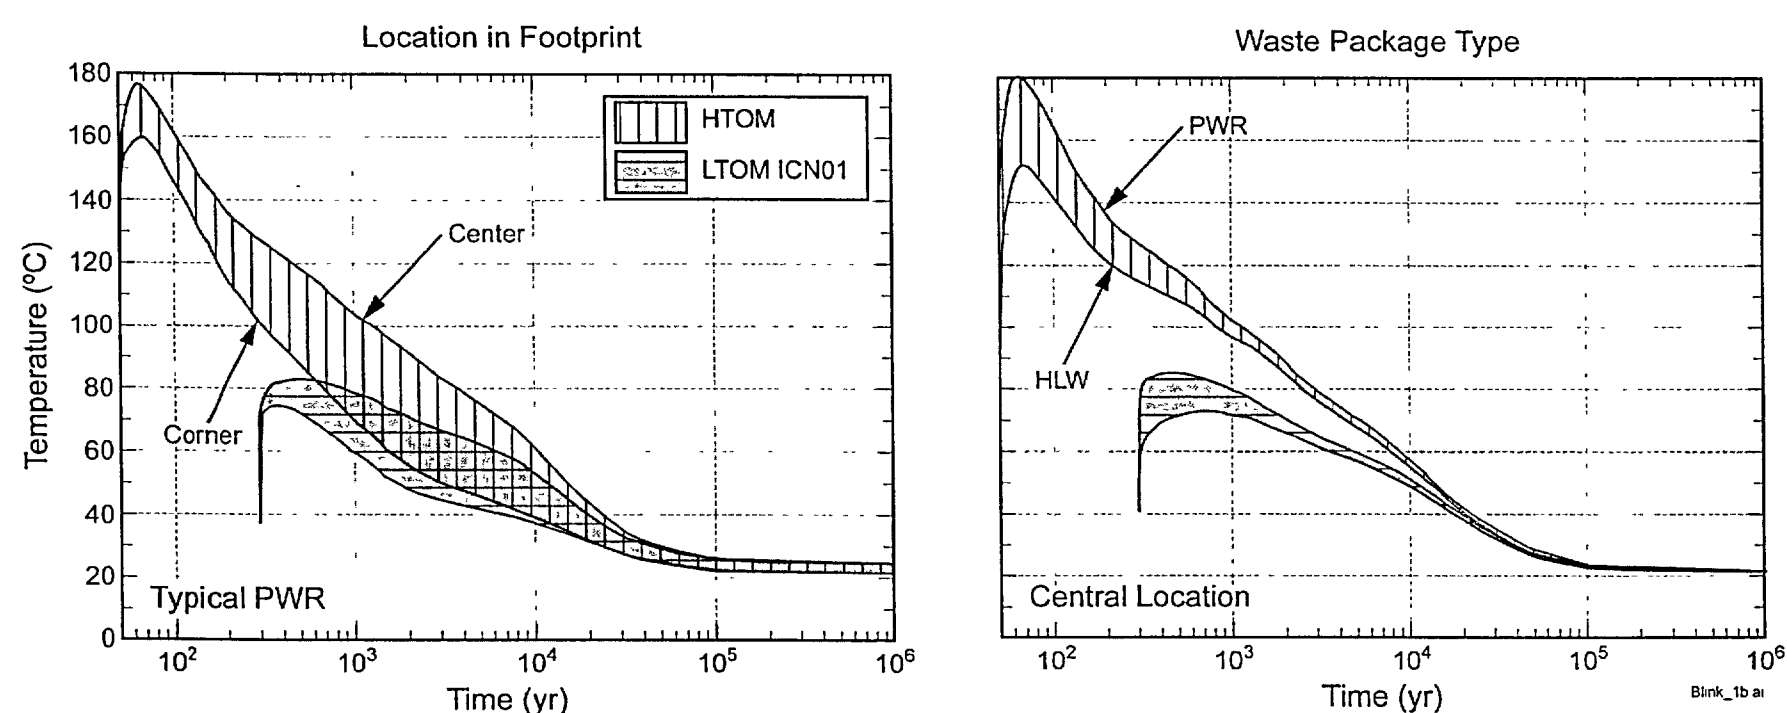 Location in Footprint
Waste Package Type
180
160
140
120
100
80
60
40
20
0
Temperature (ºC)
HTOM
LTOM ICN01
Center
Corner
Typical PWR
10²
10³
10⁴
10⁵
10⁶
Time (yr)
PWR
HLW
Central Location
10²
10³
10⁴
10⁵
10⁶
Time (yr)
Blink_1b ai